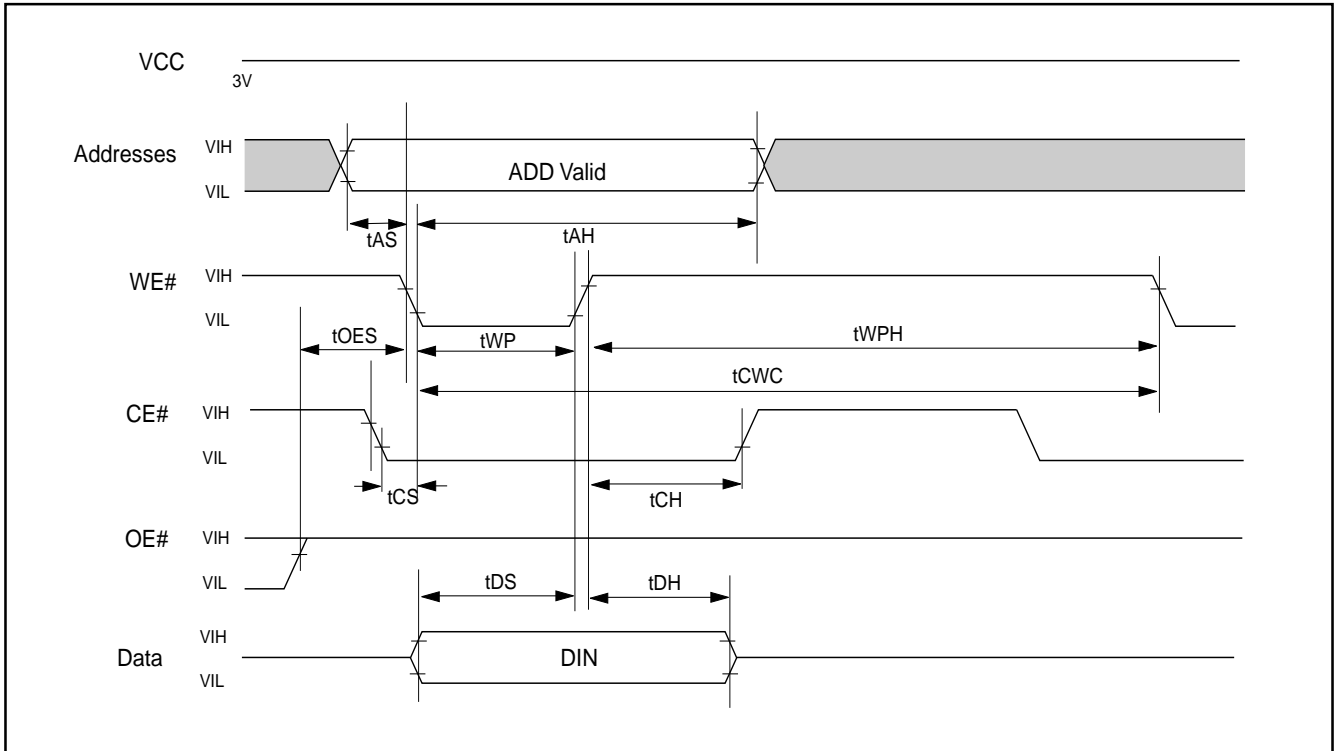 VCC
3V
Addresses
VIH
ADD Valid
VIL
tAS
tAH
WE#
VIH
VIL
tOES
tWP
tWPH
tCWC
CE#
VIH
VIL
tCS
tCH
OE#
VIH
VIL
tDS
tDH
Data
VIH
DIN
VIL